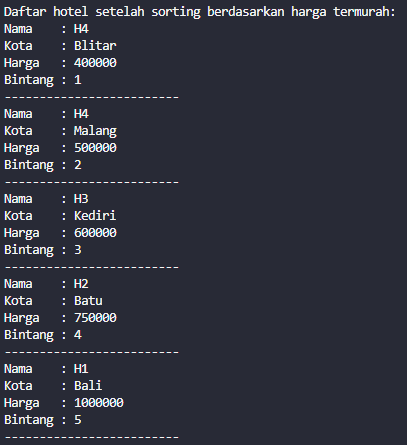 Daftar hotel setelah sorting berdasarkan harga termurah:
Nama    : H4
Kota    : Blitar
Harga   : 400000
Bintang : 1
-------------------------
Nama    : H4
Kota    : Malang
Harga   : 500000
Bintang : 2
-------------------------
Nama    : H3
Kota    : Kediri
Harga   : 600000
Bintang : 3
-------------------------
Nama    : H2
Kota    : Batu
Harga   : 750000
Bintang : 4
-------------------------
Nama    : H1
Kota    : Bali
Harga   : 1000000
Bintang : 5
-------------------------